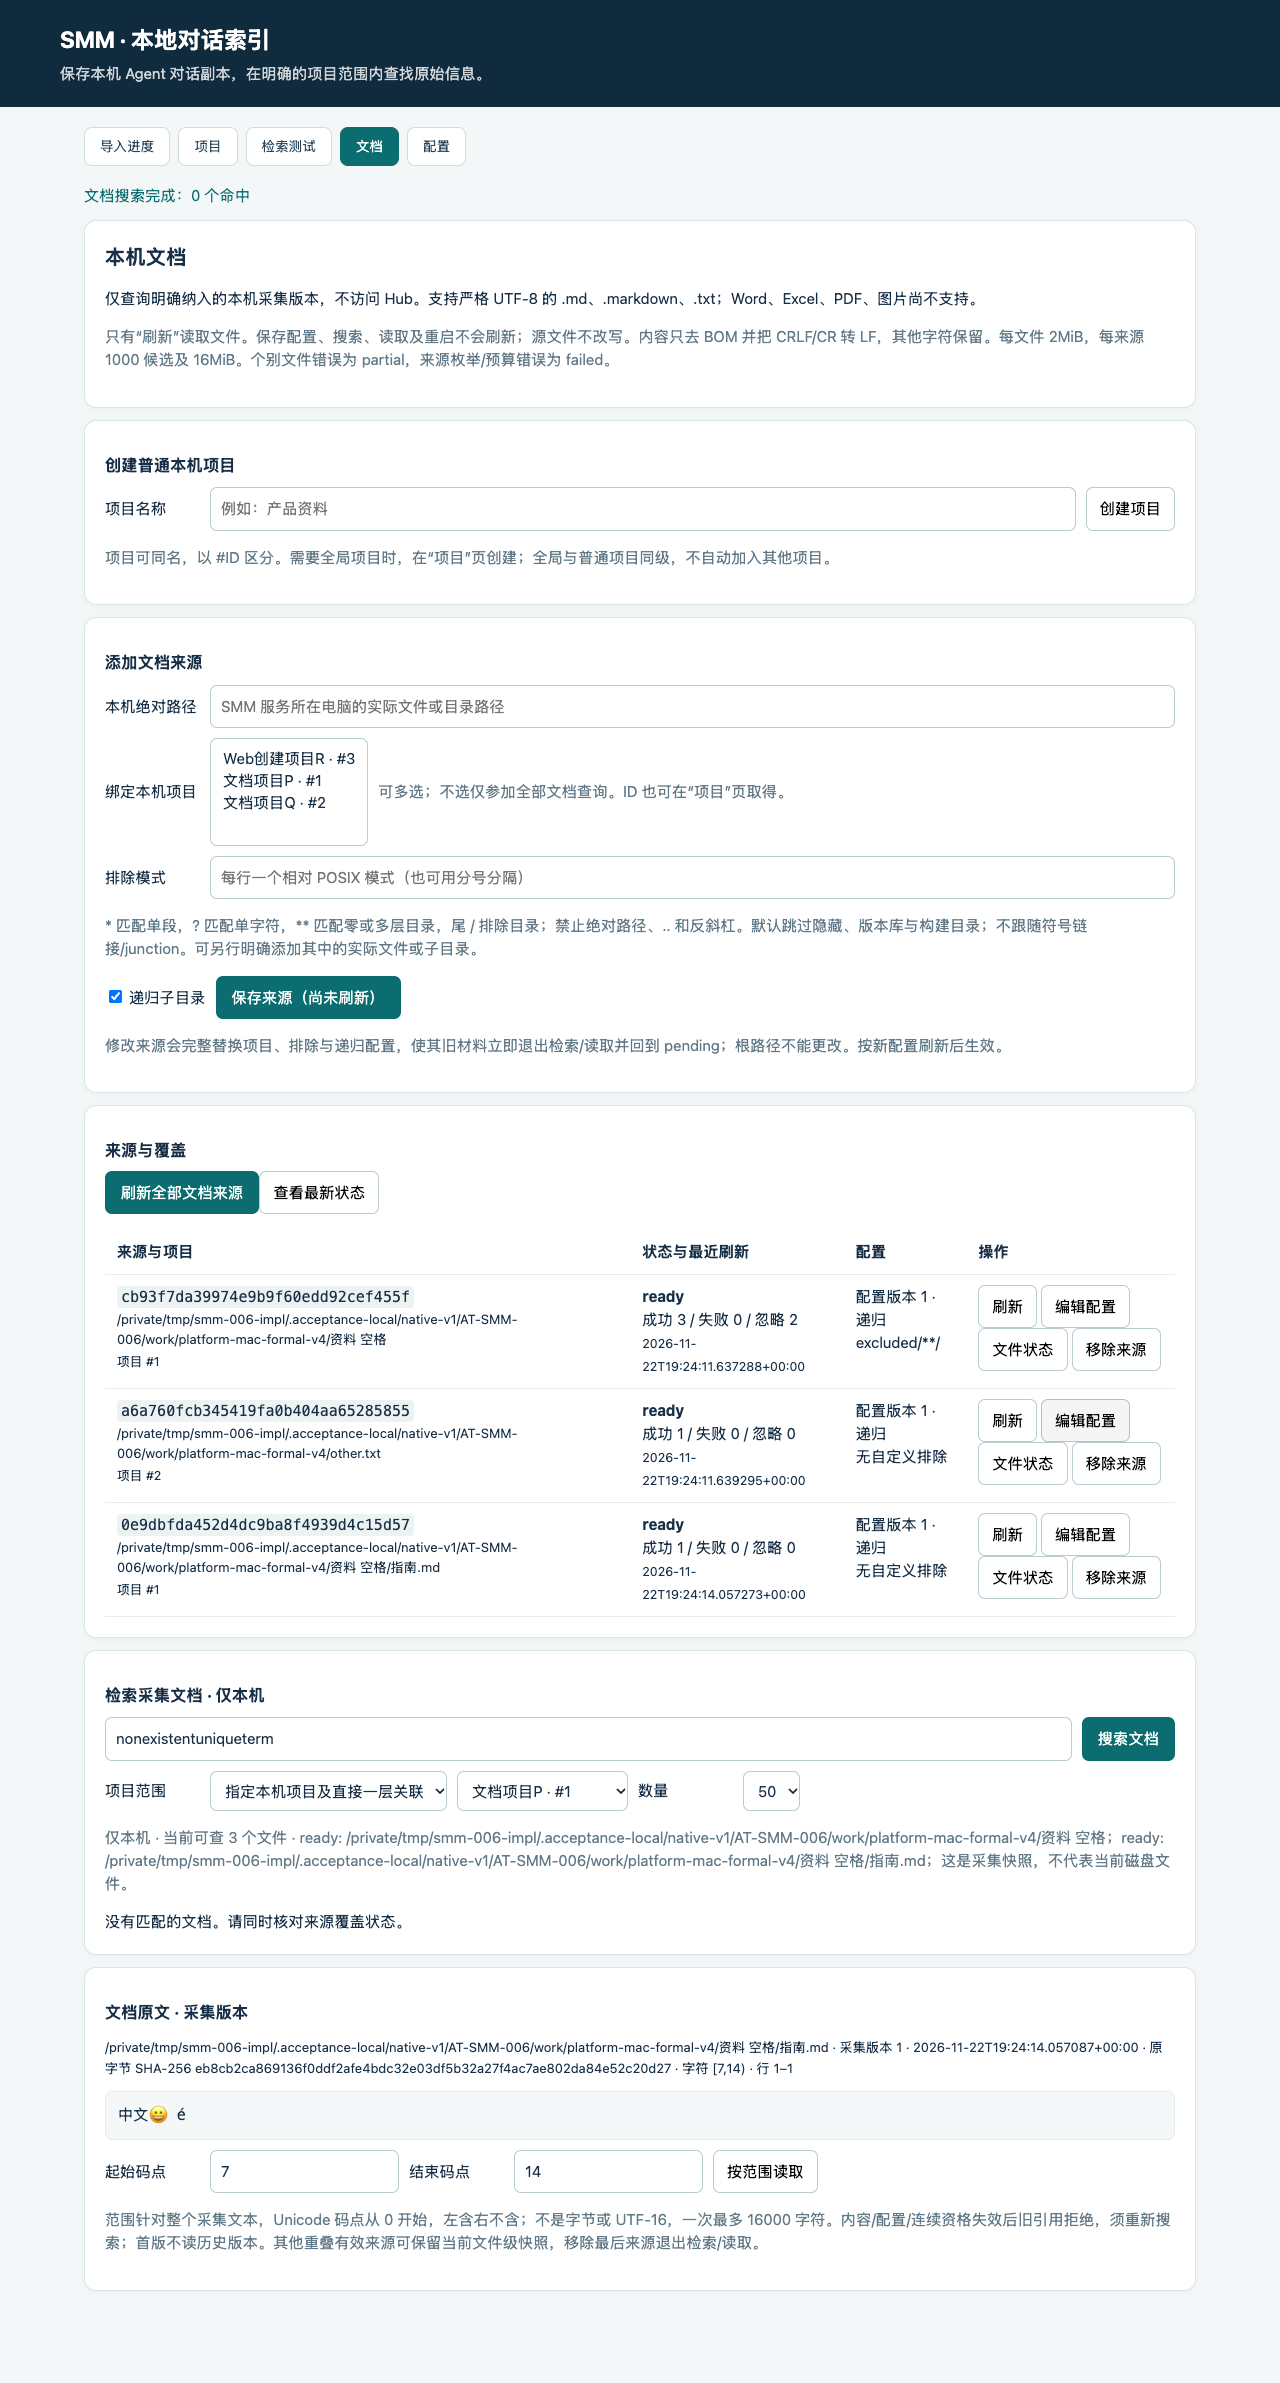 SMM · 本地对话索引
保存本机 Agent 对话副本，在明确的项目范围内查找原始信息。
导入进度
项目
检索测试
文档
配置
文档搜索完成：0 个命中
本机文档
仅查询明确纳入的本机采集版本，不访问 Hub。支持严格 UTF-8 的 .md、.markdown、.txt；Word、Excel、PDF、图片尚不支持。
只有“刷新”读取文件。保存配置、搜索、读取及重启不会刷新；源文件不改写。内容只去 BOM 并把 CRLF/CR 转 LF，其他字符保留。每文件 2MiB，每来源
1000 候选及 16MiB。个别文件错误为 partial，来源枚举/预算错误为 failed。
创建普通本机项目
项目名称
例如：产品资料
创建项目
项目可同名，以 #ID 区分。需要全局项目时，在“项目”页创建；全局与普通项目同级，不自动加入其他项目。
添加文档来源
本机绝对路径
SMM 服务所在电脑的实际文件或目录路径
绑定本机项目
Web创建项目R · #3
文档项目P · #1
文档项目Q · #2
可多选；不选仅参加全部文档查询。ID 也可在“项目”页取得。
排除模式
每行一个相对 POSIX 模式（也可用分号分隔）
* 匹配单段，? 匹配单字符，** 匹配零或多层目录，尾 / 排除目录；禁止绝对路径、.. 和反斜杠。默认跳过隐藏、版本库与构建目录；不跟随符号链
接/junction。可另行明确添加其中的实际文件或子目录。
递归子目录
保存来源（尚未刷新）
修改来源会完整替换项目、排除与递归配置，使其旧材料立即退出检索/读取并回到 pending；根路径不能更改。按新配置刷新后生效。
来源与覆盖
刷新全部文档来源
查看最新状态
来源与项目
状态与最近刷新
配置
操作
cb93f7da39974e9b9f60edd92cef455f
/private/tmp/smm-006-impl/.acceptance-local/native-v1/AT-SMM-
006/work/platform-mac-formal-v4/资料 空格
项目 #1
ready
成功 3 / 失败 0 / 忽略 2
2026-11-
22T19:24:11.637288+00:00
配置版本 1 ·
递归
excluded/**/
刷新
编辑配置
文件状态
移除来源
a6a760fcb345419fa0b404aa65285855
/private/tmp/smm-006-impl/.acceptance-local/native-v1/AT-SMM-
006/work/platform-mac-formal-v4/other.txt
项目 #2
ready
成功 1 / 失败 0 / 忽略 0
2026-11-
22T19:24:11.639295+00:00
配置版本 1 ·
递归
无自定义排除
刷新
编辑配置
文件状态
移除来源
0e9dbfda452d4dc9ba8f4939d4c15d57
/private/tmp/smm-006-impl/.acceptance-local/native-v1/AT-SMM-
006/work/platform-mac-formal-v4/资料 空格/指南.md
项目 #1
ready
成功 1 / 失败 0 / 忽略 0
2026-11-
22T19:24:14.057273+00:00
配置版本 1 ·
递归
无自定义排除
刷新
编辑配置
文件状态
移除来源
检索采集文档 · 仅本机
nonexistentuniqueterm
搜索文档
项目范围
指定本机项目及直接一层关联
文档项目P · #1
数量
50
仅本机 · 当前可查 3 个文件 · ready: /private/tmp/smm-006-impl/.acceptance-local/native-v1/AT-SMM-006/work/platform-mac-formal-v4/资料 空格；ready:
/private/tmp/smm-006-impl/.acceptance-local/native-v1/AT-SMM-006/work/platform-mac-formal-v4/资料 空格/指南.md；这是采集快照，不代表当前磁盘文
件。
没有匹配的文档。请同时核对来源覆盖状态。
文档原文 · 采集版本
/private/tmp/smm-006-impl/.acceptance-local/native-v1/AT-SMM-006/work/platform-mac-formal-v4/资料 空格/指南.md · 采集版本 1 · 2026-11-22T19:24:14.057087+00:00 · 原
字节 SHA-256 eb8cb2ca869136f0ddf2afe4bdc32e03df5b32a27f4ac7ae802da84e52c20d27 · 字符 [7,14) · 行 1–1
中文😀 é
起始码点
7
结束码点
14
按范围读取
范围针对整个采集文本，Unicode 码点从 0 开始，左含右不含；不是字节或 UTF-16，一次最多 16000 字符。内容/配置/连续资格失效后旧引用拒绝，须重新搜
索；首版不读历史版本。其他重叠有效来源可保留当前文件级快照，移除最后来源退出检索/读取。